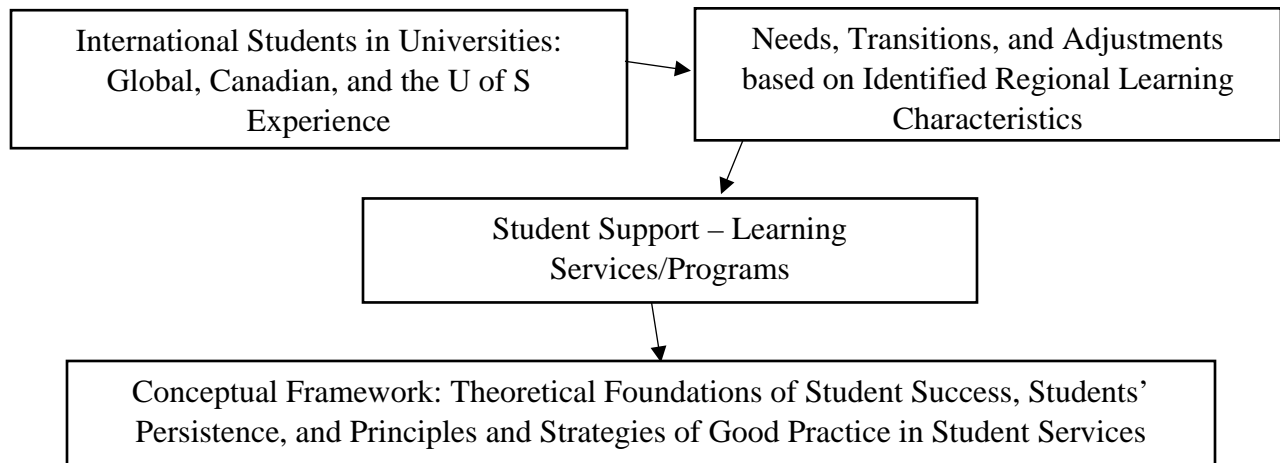 International Students in Universities:
Global, Canadian, and the U of S
Experience
Needs, Transitions, and Adjustments
based on Identified Regional Learning
Characteristics
Student Support – Learning
Services/Programs
Conceptual Framework: Theoretical Foundations of Student Success, Students’
Persistence, and Principles and Strategies of Good Practice in Student Services